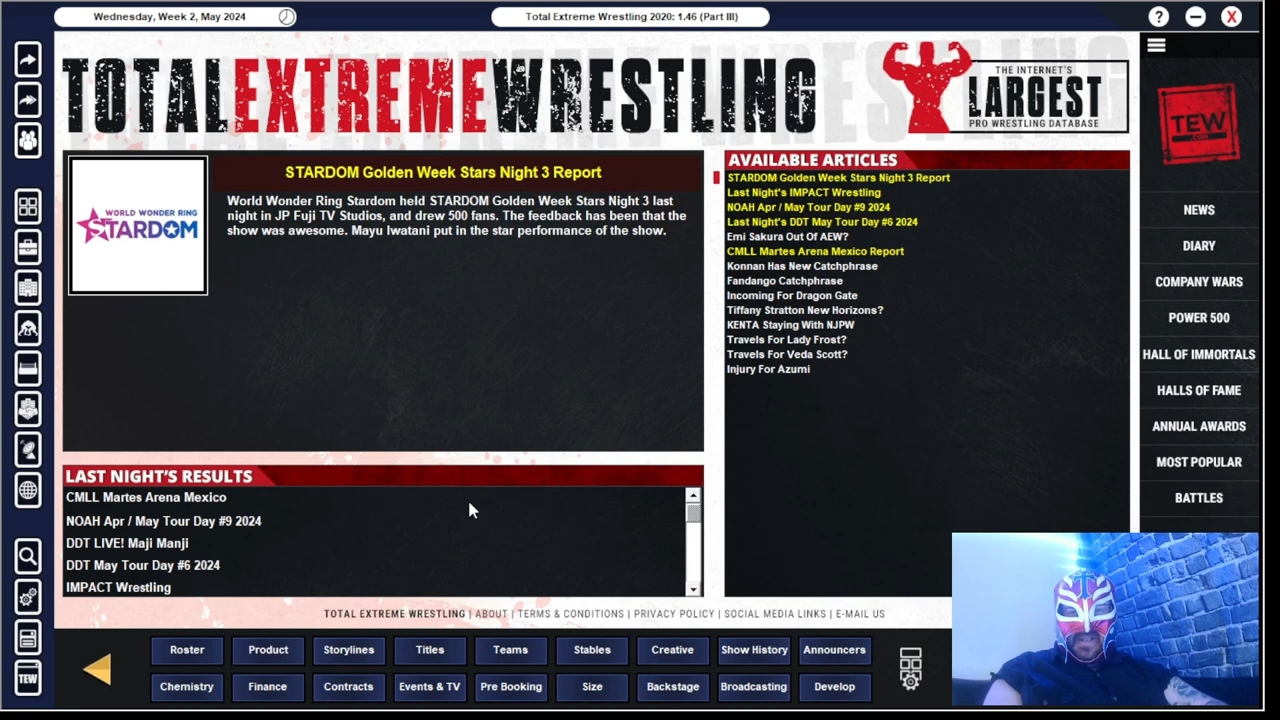 Wednesday, Week 2, May 2024
Total Extreme Wrestling 2020: 1.46 (Part III)
?
X
TOTALEXTREMEWRESTLING
THE INTERNET'S
LARGEST
PRO WRESTLING DATABASE
TEW
.COM
STARDOM Golden Week Stars Night 3 Report
WORLD WONDER RING
STARDOM
World Wonder Ring Stardom held STARDOM Golden Week Stars Night 3 last
night in JP Fuji TV Studios, and drew 500 fans. The feedback has been that the
show was awesome. Mayu Iwatani put in the star performance of the show.
AVAILABLE ARTICLES
STARDOM Golden Week Stars Night 3 Report
Last Night's IMPACT Wrestling
NOAH Apr / May Tour Day #9 2024
Last Night's DDT May Tour Day #6 2024
Emi Sakura Out Of AEW?
CMLL Martes Arena Mexico Report
Konnan Has New Catchphrase
Fandango Catchphrase
Incoming For Dragon Gate
Tiffany Stratton New Horizons?
KENTA Staying With NJPW
Travels For Lady Frost?
Travels For Veda Scott?
Injury For Azumi
NEWS
DIARY
COMPANY WARS
POWER 500
HALL OF IMMORTALS
HALLS OF FAME
ANNUAL AWARDS
MOST POPULAR
BATTLES
LAST NIGHT'S RESULTS
CMLL Martes Arena Mexico
NOAH Apr / May Tour Day #9 2024
DDT LIVE! Maji Manji
DDT May Tour Day #6 2024
IMPACT Wrestling
TOTAL EXTREME WRESTLING | ABOUT | TERMS & CONDITIONS | PRIVACY POLICY | SOCIAL MEDIA LINKS | E-MAIL US
Roster
Product
Storylines
Titles
Teams
Stables
Creative
Show History
Announcers
Chemistry
Finance
Contracts
Events & TV
Pre Booking
Size
Backstage
Broadcasting
Develop
TEW